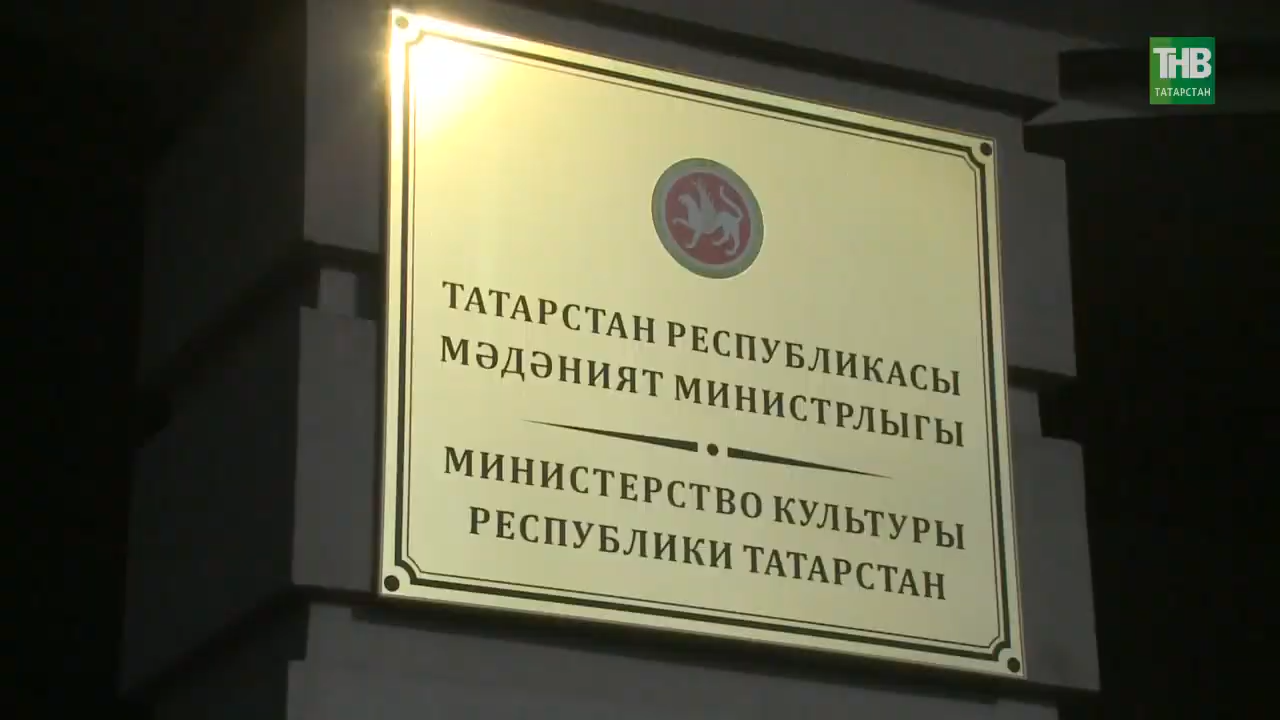 ТНВ
ТАТАРСТАН
ТАТАРСТАН РЕСПУБЛИКАСЫ
МӘДӘНИЯТ МИНИСТРЛЫГЫ
МИНИСТЕРСТВО КУЛЬТУРЫ
РЕСПУБЛИКИ ТАТАРСТАН